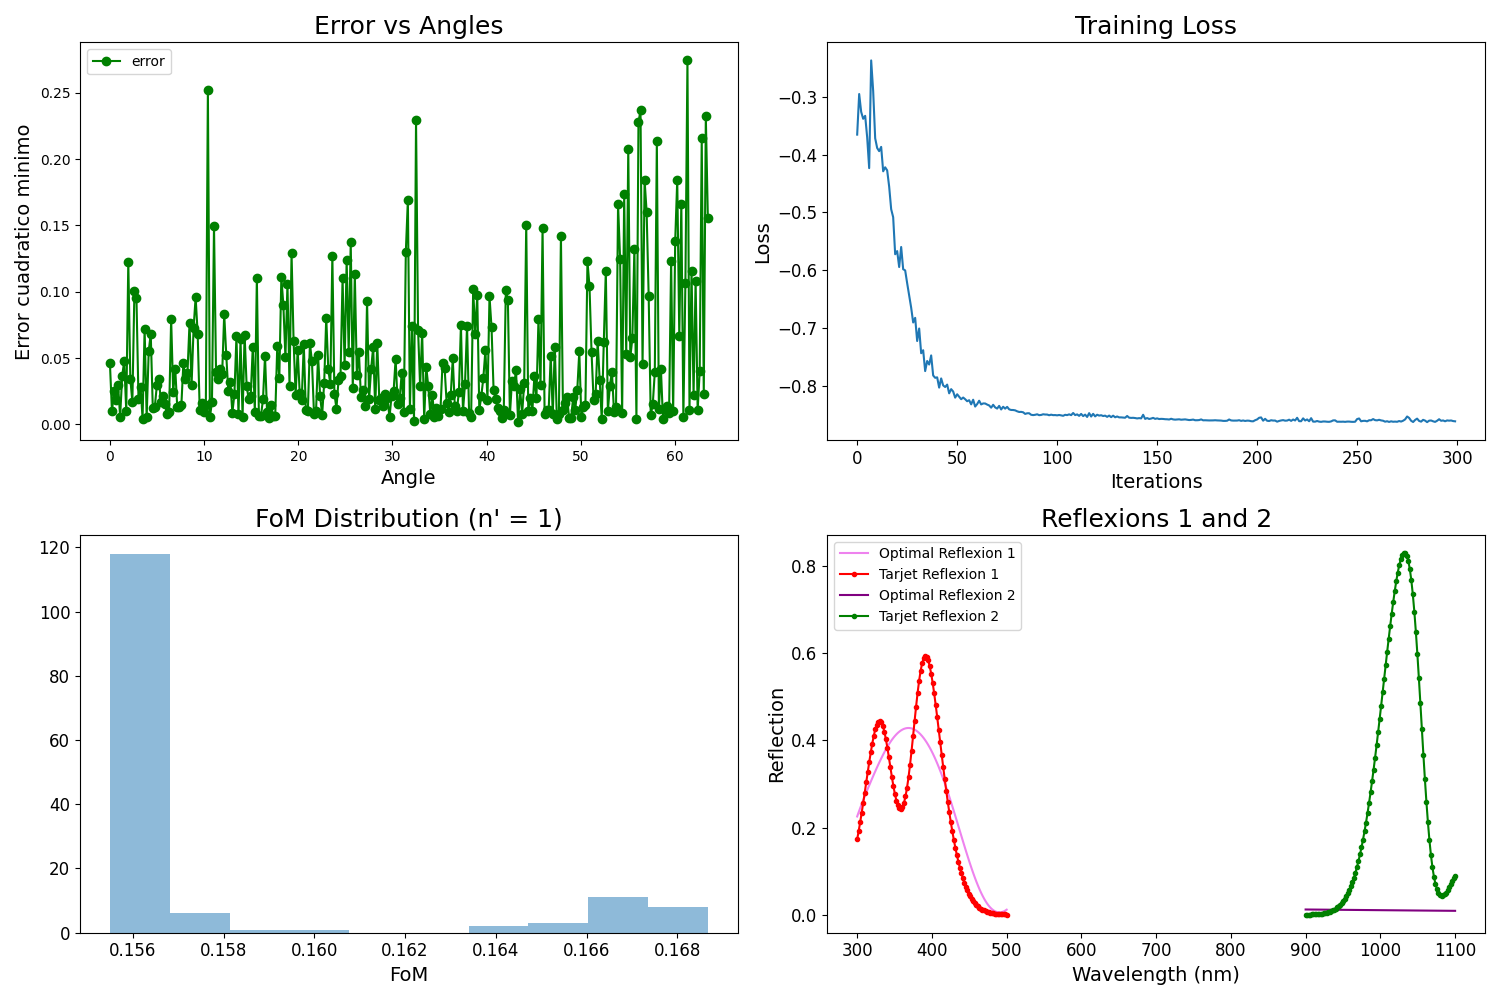 Error vs Angles
error
0.25
0.20
0.15
0.10
0.05
0.00
Error cuadratico minimo
0 10 20 30 40 50 60
Angle
Training Loss
−0.3
−0.4
−0.5
−0.6
−0.7
−0.8
Loss
0 50 100 150 200 250 300
Iterations
FoM Distribution (n' = 1)
120
100
80
60
40
20
0
0.156 0.158 0.160 0.162 0.164 0.166 0.168
FoM
Reflexions 1 and 2
Optimal Reflexion 1
Tarjet Reflexion 1
Optimal Reflexion 2
Tarjet Reflexion 2
0.8
0.6
0.4
0.2
0.0
Reflection
300 400 500 600 700 800 900 1000 1100
Wavelength (nm)